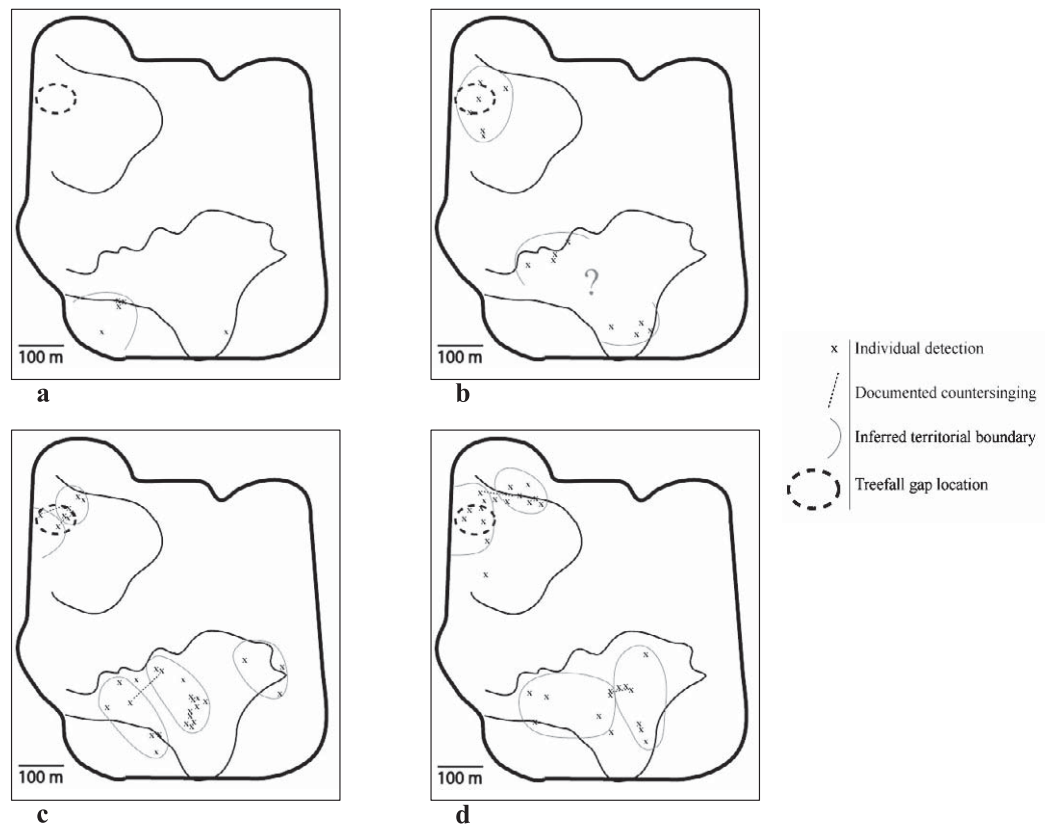 100 m
a
?
100 m
b
x Individual detection
Documented countersinging
Inferred territorial boundary
Treefall gap location
100 m
c
100 m
d